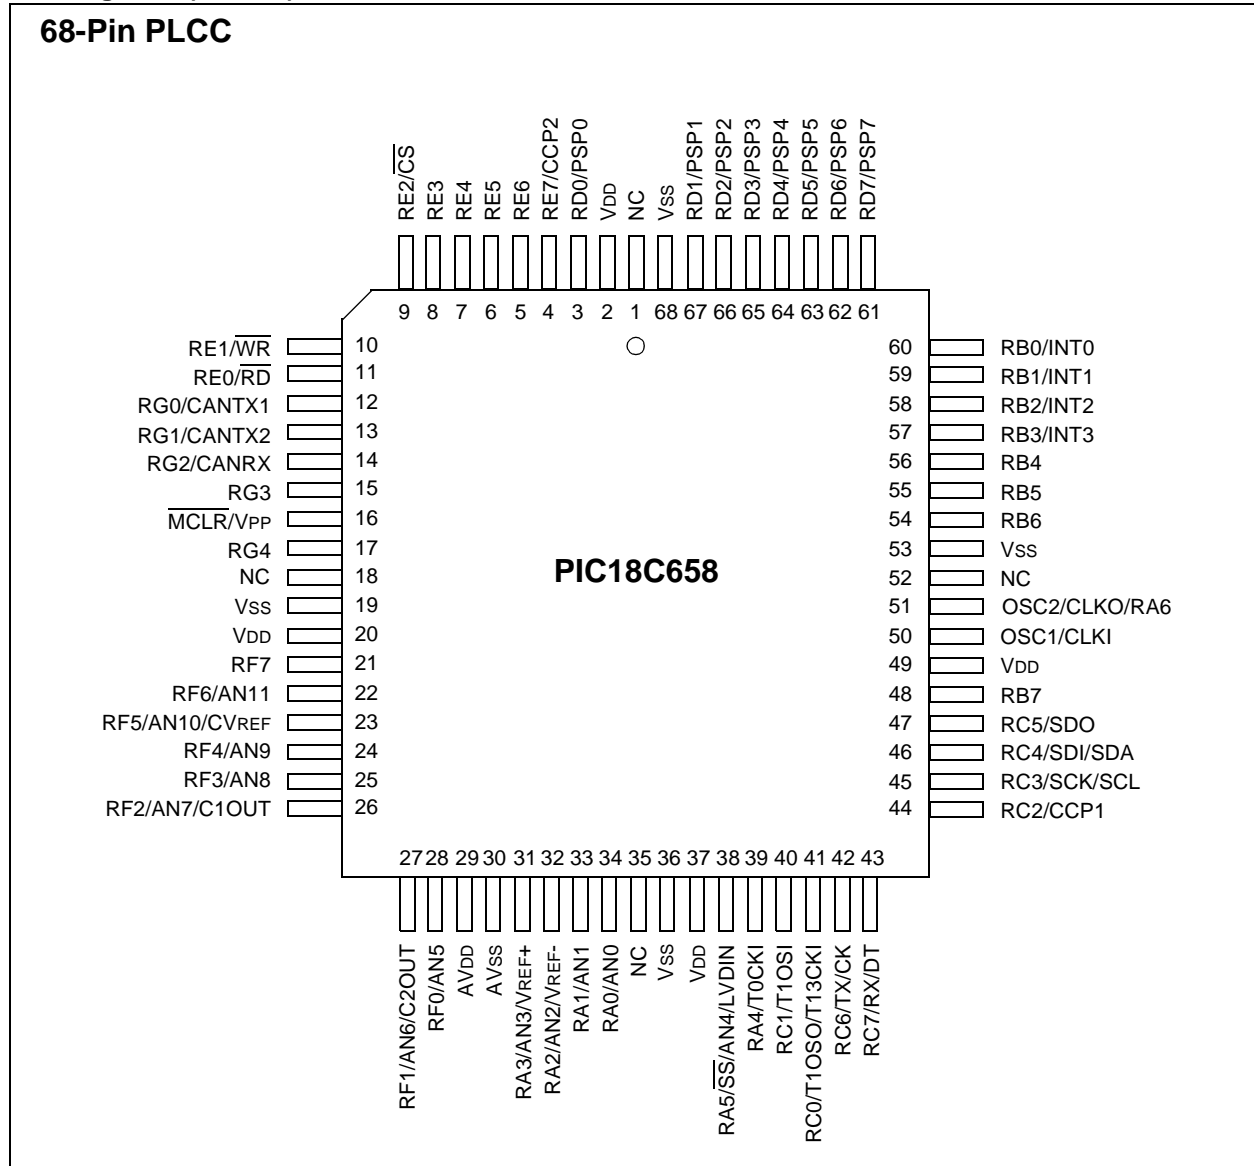 68-Pin PLCC
RE2/CS
RE3
RE4
RE5
RE6
RE7/CCP2
RD0/PSP0
VDD
NC
VSS
RD1/PSP1
RD2/PSP2
RD3/PSP3
RD4/PSP4
RD5/PSP5
RD6/PSP6
RD7/PSP7
9 8 7 6 5 4 3 2 1 68 67 66 65 64 63 62 61
RE1/WR 10
RE0/RD 11
RG0/CANTX1 12
RG1/CANTX2 13
RG2/CANRX 14
RG3 15
MCLR/VPP 16
RG4 17
NC 18
VSS 19
VDD 20
RF7 21
RF6/AN11 22
RF5/AN10/CVREF 23
RF4/AN9 24
RF3/AN8 25
RF2/AN7/C1OUT 26
PIC18C658
60 RB0/INT0
59 RB1/INT1
58 RB2/INT2
57 RB3/INT3
56 RB4
55 RB5
54 RB6
53 VSS
52 NC
51 OSC2/CLKO/RA6
50 OSC1/CLKI
49 VDD
48 RB7
47 RC5/SDO
46 RC4/SDI/SDA
45 RC3/SCK/SCL
44 RC2/CCP1
27 28 29 30 31 32 33 34 35 36 37 38 39 40 41 42 43
RF1/AN6/C2OUT
RF0/AN5
AVDD
AVSS
RA3/AN3/VREF+
RA2/AN2/VREF-
RA1/AN1
RA0/AN0
NC
VSS
VDD
RA5/SS/AN4/LVDIN
RA4/T0CKI
RC1/T1OSI
RC0/T1OSO/T13CKI
RC6/TX/CK
RC7/RX/DT